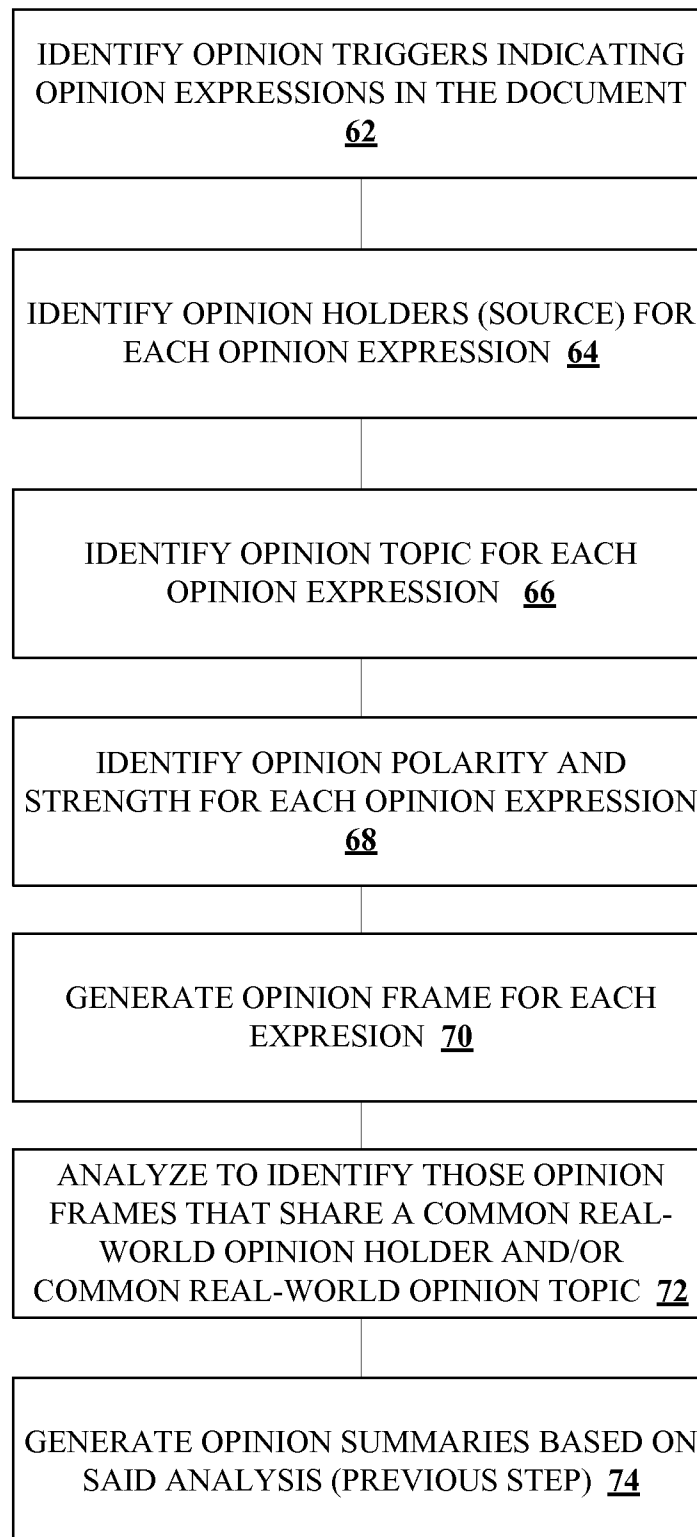 IDENTIFY OPINION TRIGGERS INDICATING
OPINION EXPRESSIONS IN THE DOCUMENT
62
IDENTIFY OPINION HOLDERS (SOURCE) FOR
EACH OPINION EXPRESSION 64
IDENTIFY OPINION TOPIC FOR EACH
OPINION EXPRESSION 66
IDENTIFY OPINION POLARITY AND
STRENGTH FOR EACH OPINION EXPRESSION
68
GENERATE OPINION FRAME FOR EACH
EXPRESION 70
ANALYZE TO IDENTIFY THOSE OPINION
FRAMES THAT SHARE A COMMON REAL-
WORLD OPINION HOLDER AND/OR
COMMON REAL-WORLD OPINION TOPIC 72
GENERATE OPINION SUMMARIES BASED ON
SAID ANALYSIS (PREVIOUS STEP) 74